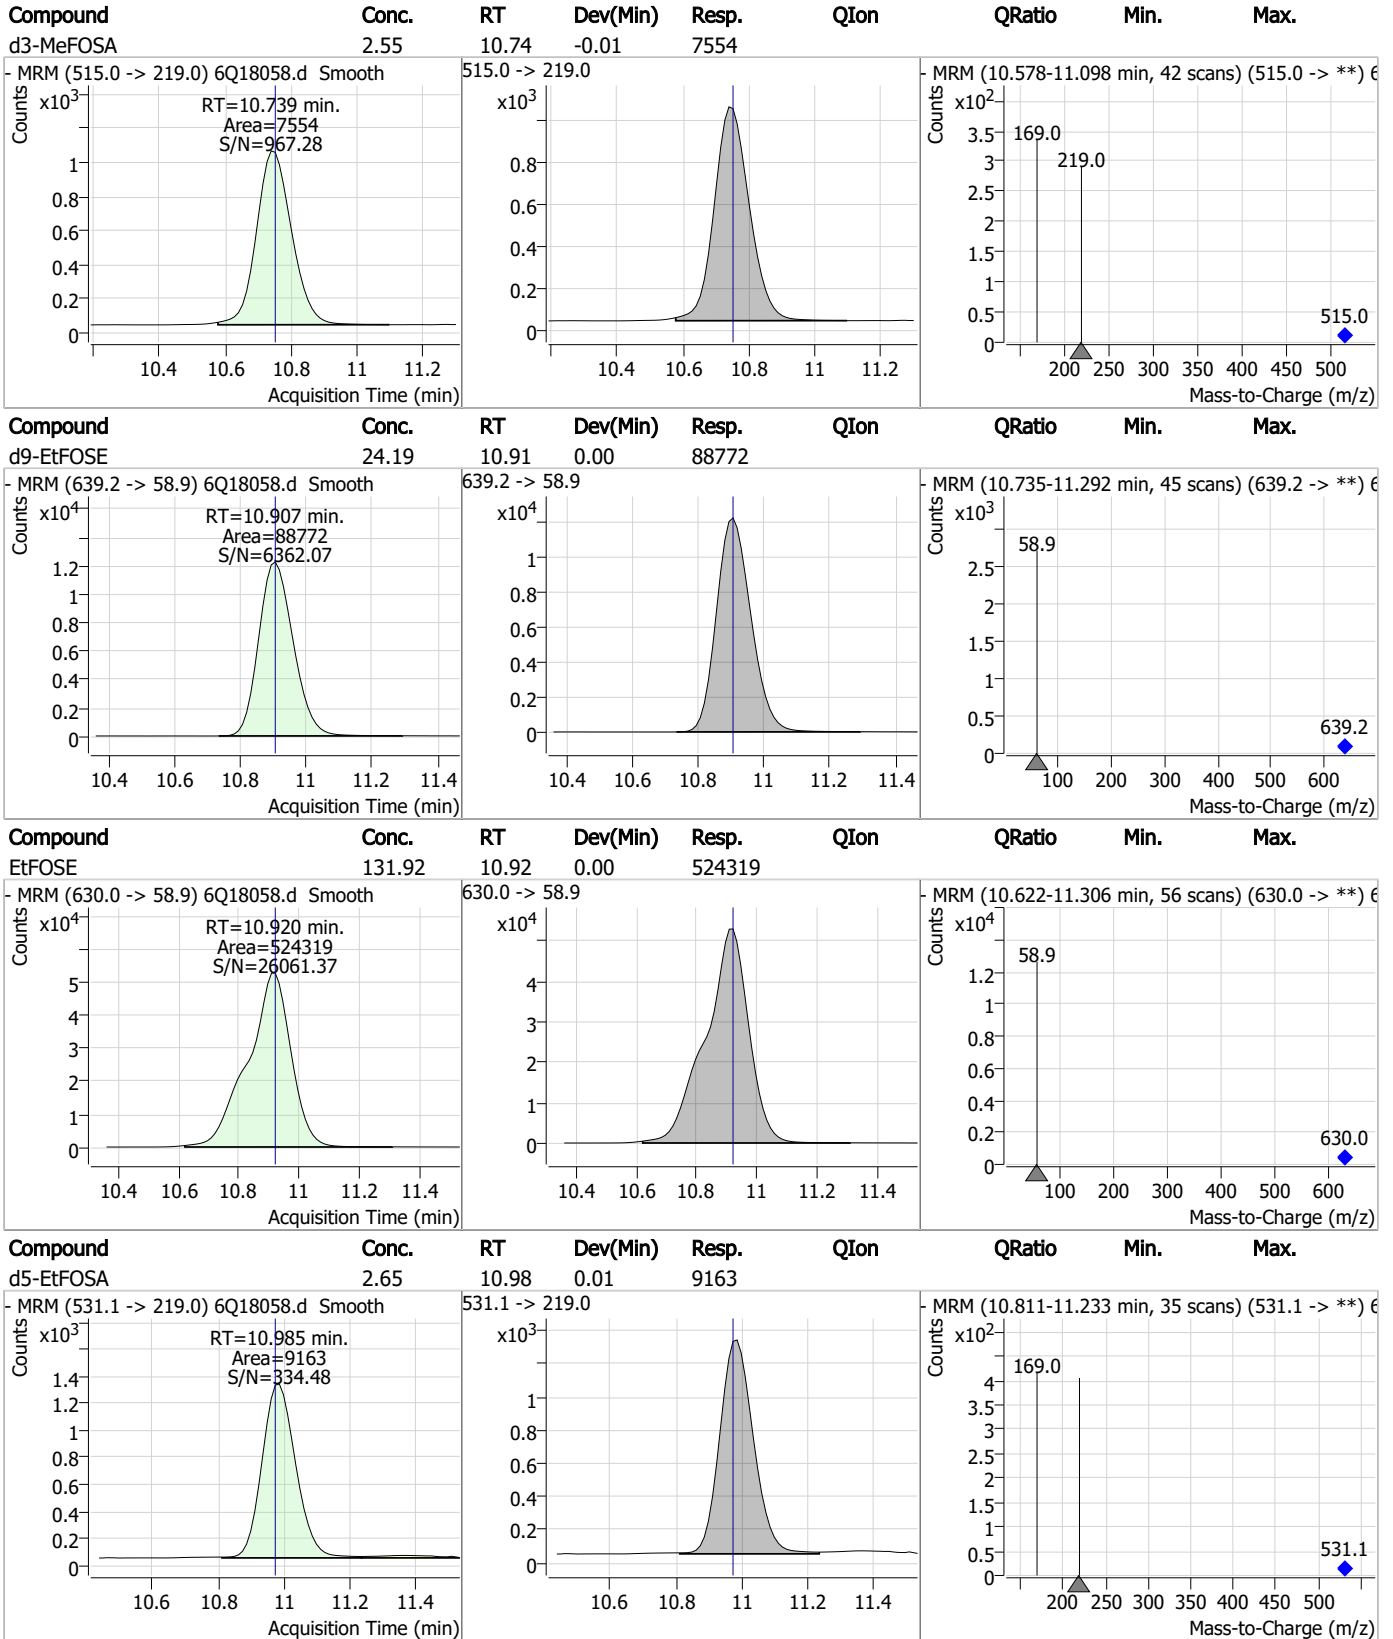 Compound Conc. RT Dev(Min) Resp. QIon QRatio Min. Max.
d3-MeFOSA 2.55 10.74 -0.01 7554
- MRM (515.0 -> 219.0) 6Q18058.d Smooth
Counts
x10³
RT=10.739 min.
Area=7554
S/N=967.28
1
0.8
0.6
0.4
0.2
0
10.4 10.6 10.8 11 11.2
Acquisition Time (min)
515.0 -> 219.0
x10³
0.8
0.6
0.4
0.2
0
10.4 10.6 10.8 11 11.2
- MRM (10.578-11.098 min, 42 scans) (515.0 -> **) 6
Counts
x10²
3.5
3
2.5
2
1.5
1
0.5
0
169.0
219.0
515.0
200 250 300 350 400 450 500
Mass-to-Charge (m/z)
Compound Conc. RT Dev(Min) Resp. QIon QRatio Min. Max.
d9-EtFOSE 24.19 10.91 0.00 88772
- MRM (639.2 -> 58.9) 6Q18058.d Smooth
Counts
x10⁴
RT=10.907 min.
Area=88772
S/N=6362.07
1.2
1
0.8
0.6
0.4
0.2
0
10.4 10.6 10.8 11 11.2 11.4
Acquisition Time (min)
639.2 -> 58.9
x10⁴
1
0.8
0.6
0.4
0.2
0
10.4 10.6 10.8 11 11.2 11.4
- MRM (10.735-11.292 min, 45 scans) (639.2 -> **) 6
Counts
x10³
2.5
2
1.5
1
0.5
0
58.9
639.2
100 200 300 400 500 600
Mass-to-Charge (m/z)
Compound Conc. RT Dev(Min) Resp. QIon QRatio Min. Max.
EtFOSE 131.92 10.92 0.00 524319
- MRM (630.0 -> 58.9) 6Q18058.d Smooth
Counts
x10⁴
RT=10.920 min.
Area=524319
S/N=26061.37
5
4
3
2
1
0
10.4 10.6 10.8 11 11.2 11.4
Acquisition Time (min)
630.0 -> 58.9
x10⁴
4
3
2
1
0
10.4 10.6 10.8 11 11.2 11.4
- MRM (10.622-11.306 min, 56 scans) (630.0 -> **) 6
Counts
x10⁴
1.2
1
0.8
0.6
0.4
0.2
0
58.9
630.0
100 200 300 400 500 600
Mass-to-Charge (m/z)
Compound Conc. RT Dev(Min) Resp. QIon QRatio Min. Max.
d5-EtFOSA 2.65 10.98 0.01 9163
- MRM (531.1 -> 219.0) 6Q18058.d Smooth
Counts
x10³
RT=10.985 min.
Area=9163
S/N=334.48
1.4
1.2
1
0.8
0.6
0.4
0.2
0
10.6 10.8 11 11.2 11.4
Acquisition Time (min)
531.1 -> 219.0
x10³
1
0.8
0.6
0.4
0.2
0
10.6 10.8 11 11.2 11.4
- MRM (10.811-11.233 min, 35 scans) (531.1 -> **) 6
Counts
x10²
4
3.5
3
2.5
2
1.5
1
0.5
0
169.0
531.1
200 250 300 350 400 450 500
Mass-to-Charge (m/z)